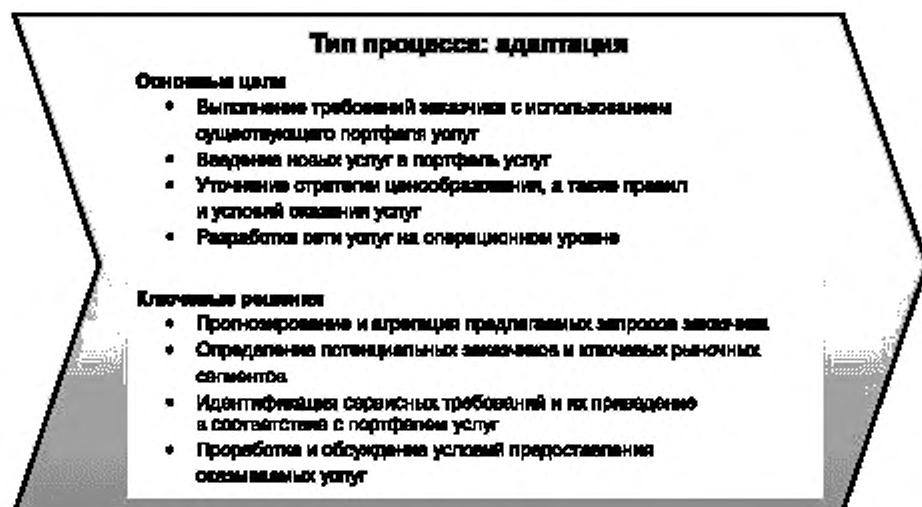 Тип процесса: адаптация
Основные цели
• Выполнение требований заказчика с использованием
существующего портфеля услуг
• Введение новых услуг в портфель услуг
• Уточнение стратегии ценообразования, а также правил
и условий оказания услуг
• Разработка сети услуг на операционном уровне
Ключевые решения
• Прогнозирование и агрегация предлагаемых запросов заказчика
• Определение потенциальных заказчиков и ключевых рыночных
сегментов
• Идентификация сервисных требований и их приведение
в соответствие с портфелем услуг
• Проработка и обсуждение условий предоставления
оказываемых услуг